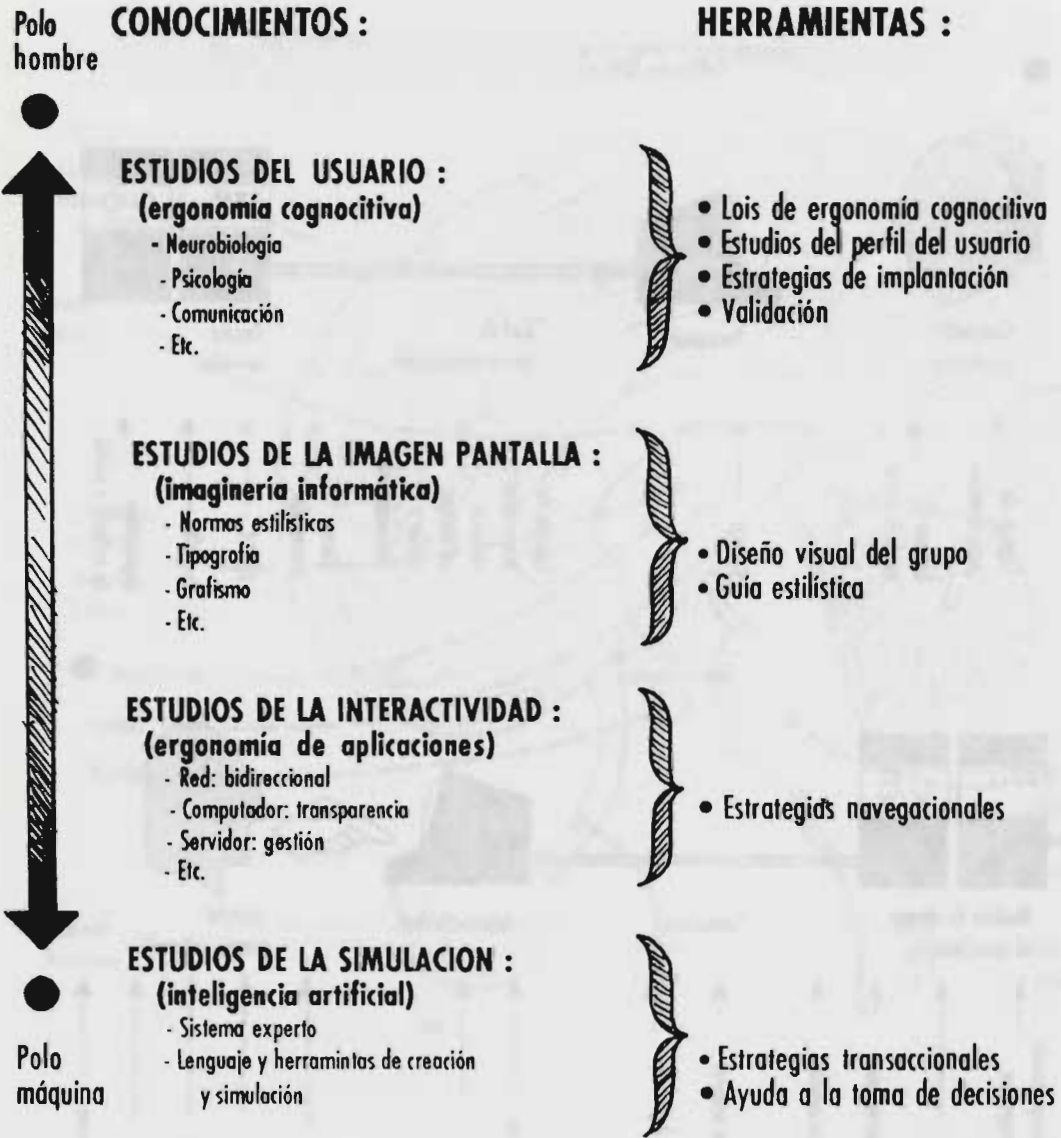 Polo
hombre
CONOCIMIENTOS :
HERRAMIENTAS :
ESTUDIOS DEL USUARIO :
(ergonomía cognocitiva)
- Neurobiología
- Psicología
- Comunicación
- Etc.
• Lois de ergonomía cognocitiva
• Estudios del perfil del usuario
• Estrategias de implantación
• Validación
ESTUDIOS DE LA IMAGEN PANTALLA :
(imaginería informática)
- Normas estilísticas
- Tipografía
- Grafismo
- Etc.
• Diseño visual del grupo
• Guía estilística
ESTUDIOS DE LA INTERACTIVIDAD :
(ergonomía de aplicaciones)
- Red: bidireccional
- Computador: transparencia
- Servidor: gestión
- Etc.
• Estrategias navegacionales
ESTUDIOS DE LA SIMULACION :
(inteligencia artificial)
- Sistema experto
- Lenguaje y herramintas de creación
y simulación
• Estrategias transaccionales
• Ayuda a la toma de decisiones
Polo
máquina